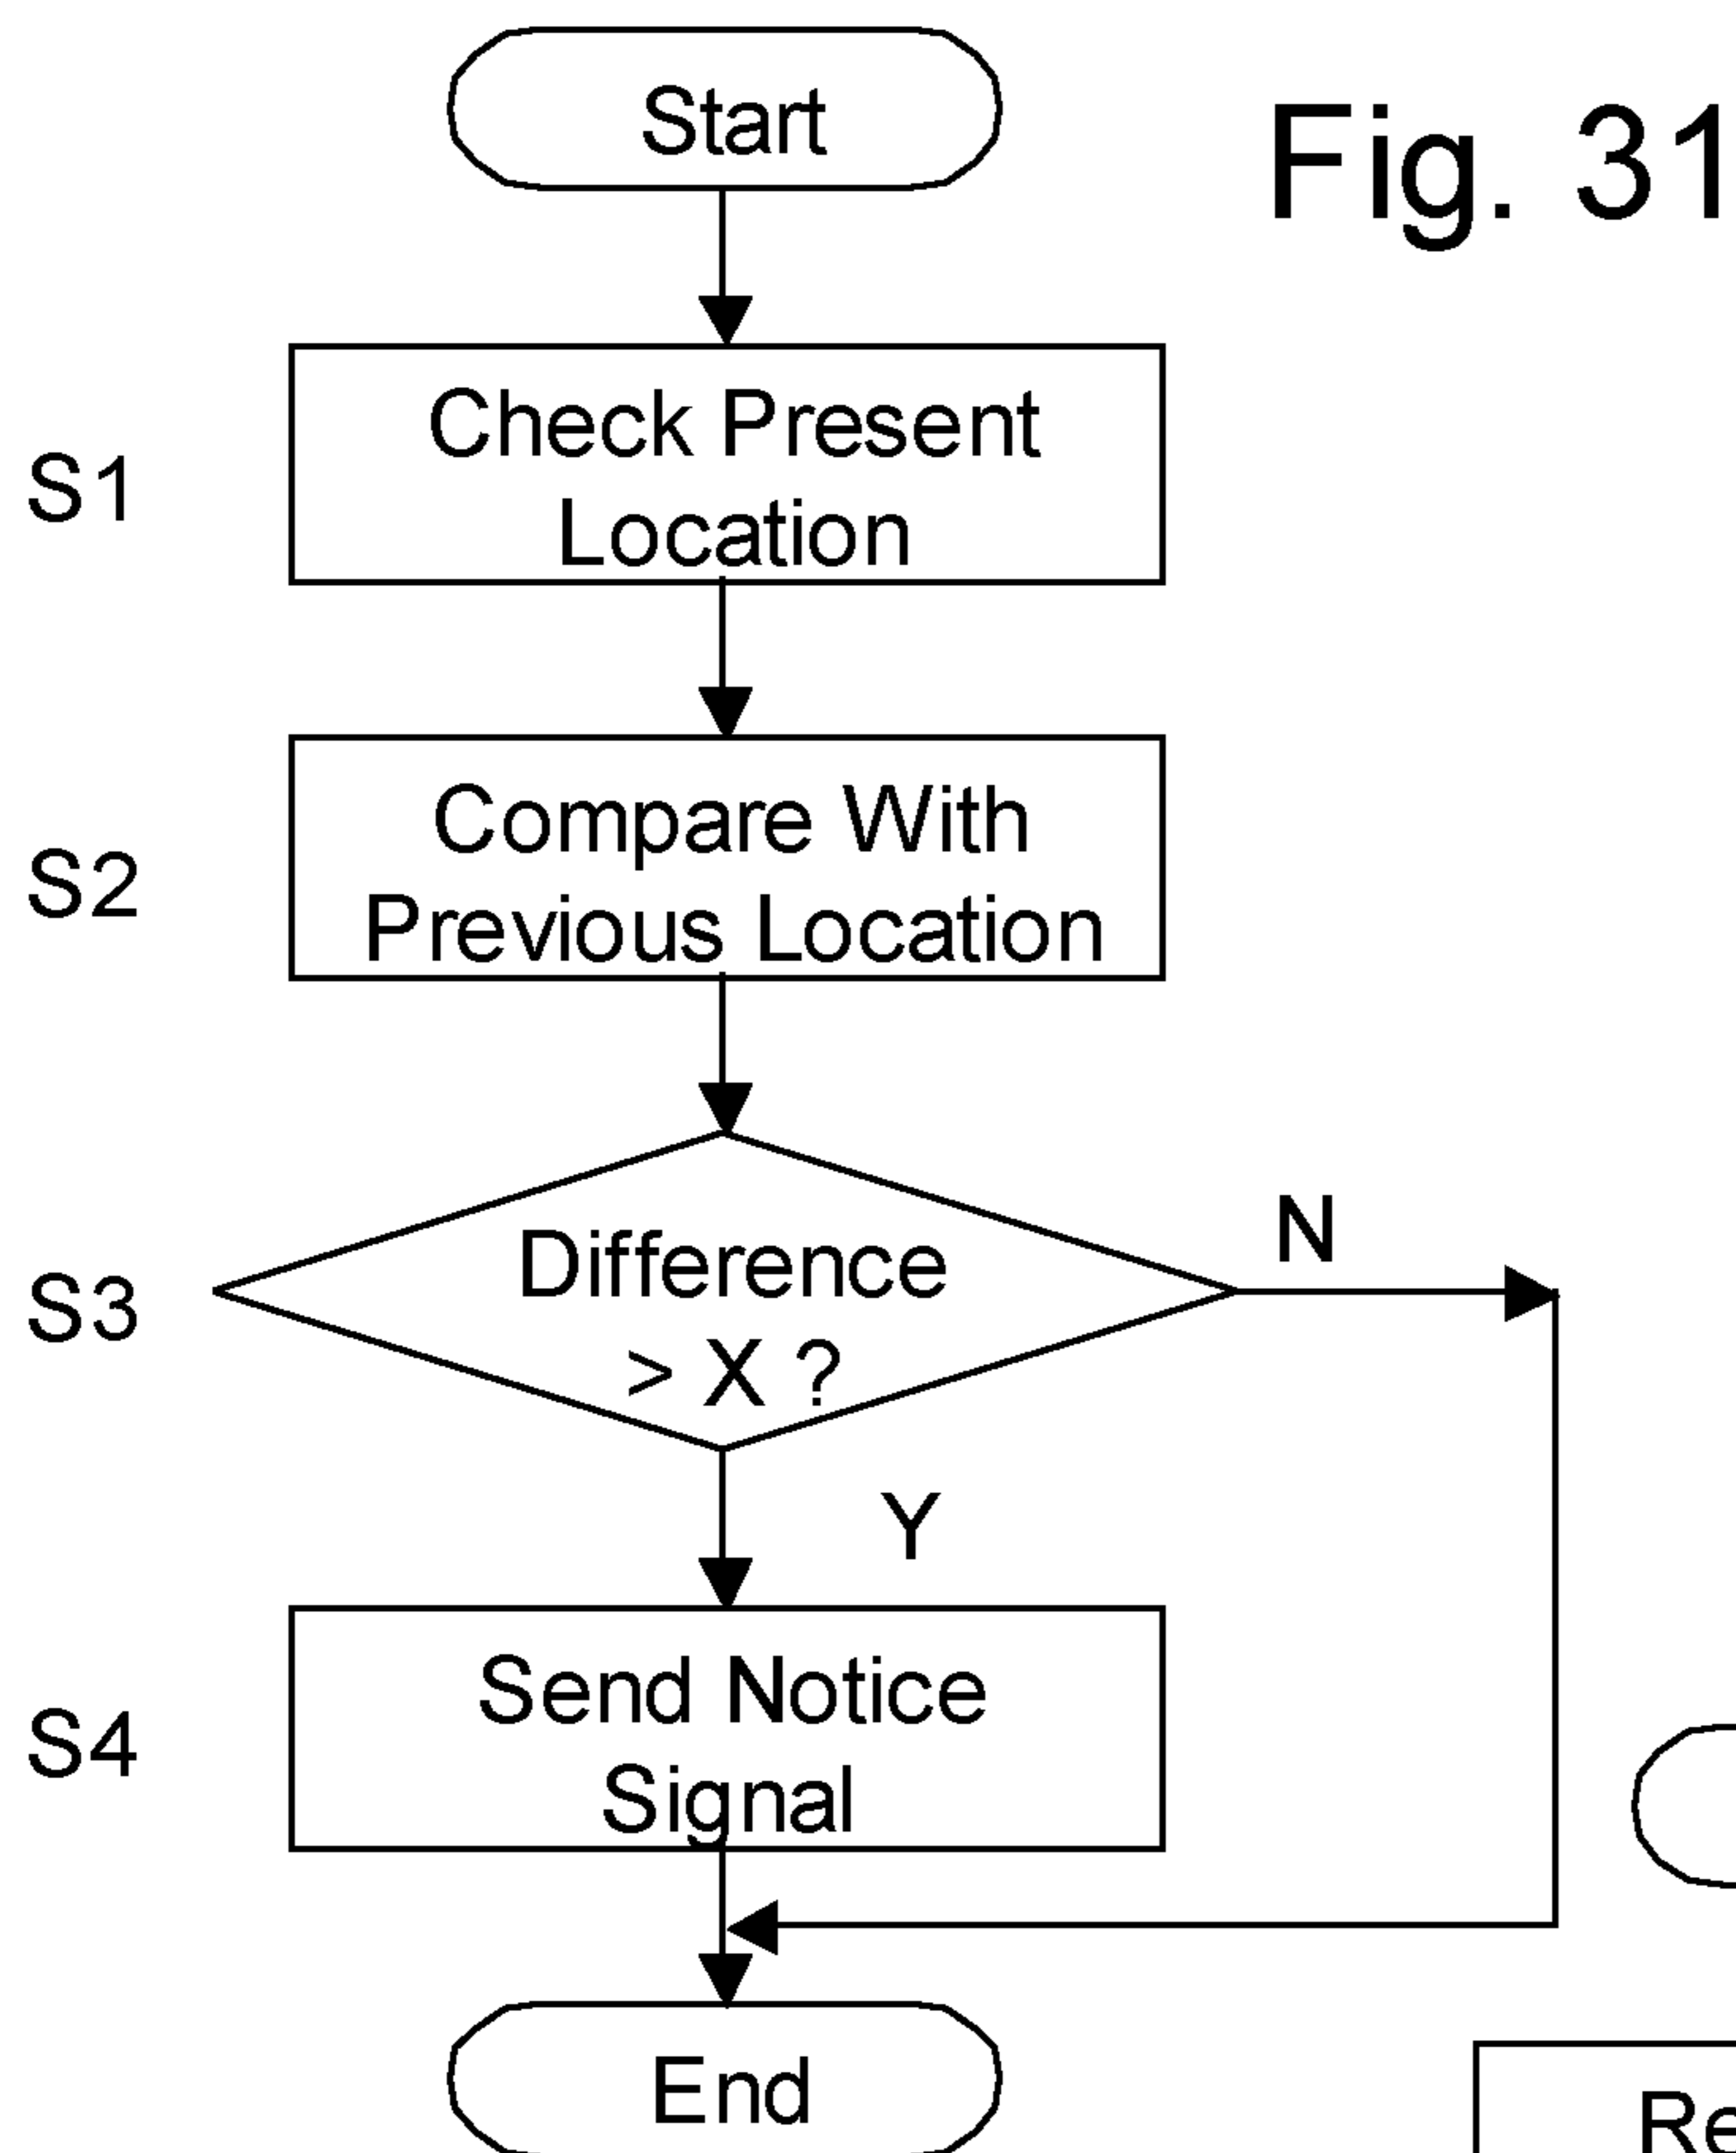 Start
Fig. 31
S1
Check Present
Location
S2
Compare With
Previous Location
S3
Difference
> X ?
N
Y
S4
Send Notice
Signal
End